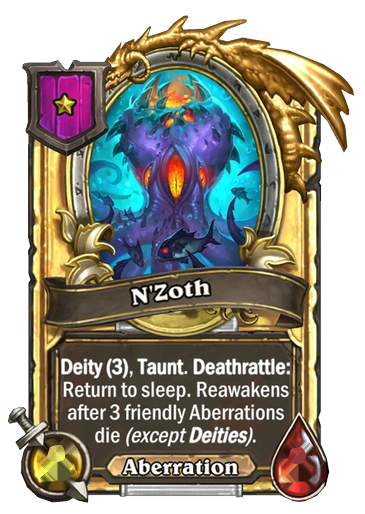 N'Zoth
Deity (3), Taunt. Deathrattle:
Return to sleep. Reawakens
after 3 friendly Aberrations
die (except Deities).
Aberration